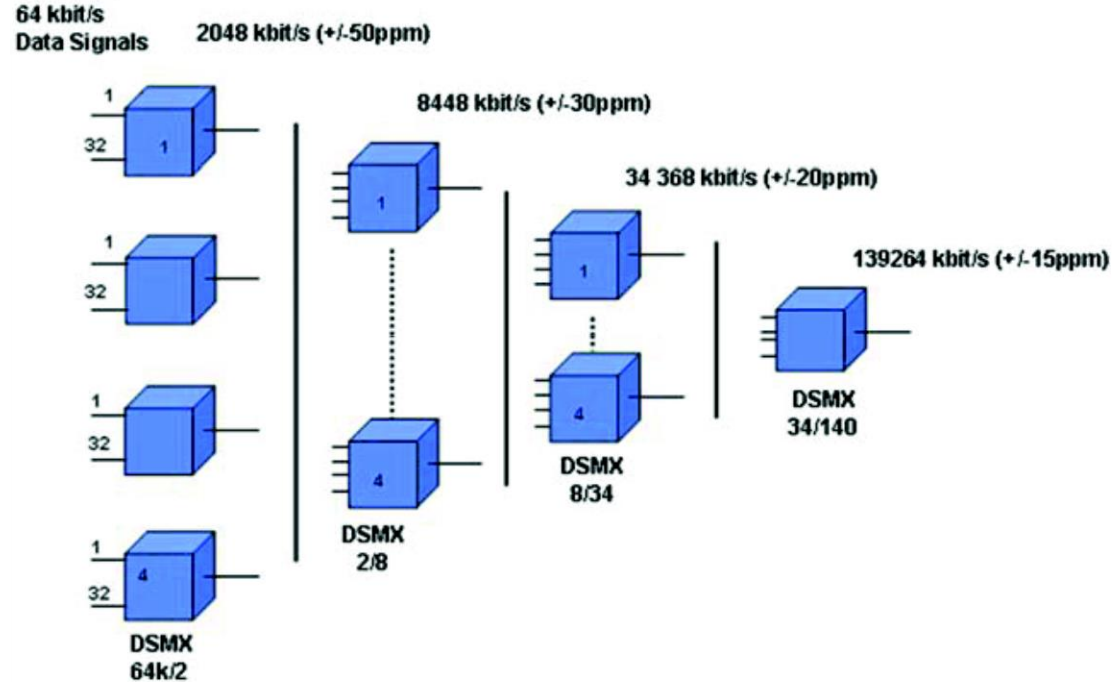 64 kbit/s
Data Signals
2048 kbit/s (+/-50ppm)
8448 kbit/s (+/-30ppm)
34 368 kbit/s (+/-20ppm)
139264 kbit/s (+/-15ppm)
1
32
1
1
32
1
32
1
32
4
DSMX
64k/2
1
4
DSMX
2/8
1
4
DSMX
8/34
DSMX
34/140